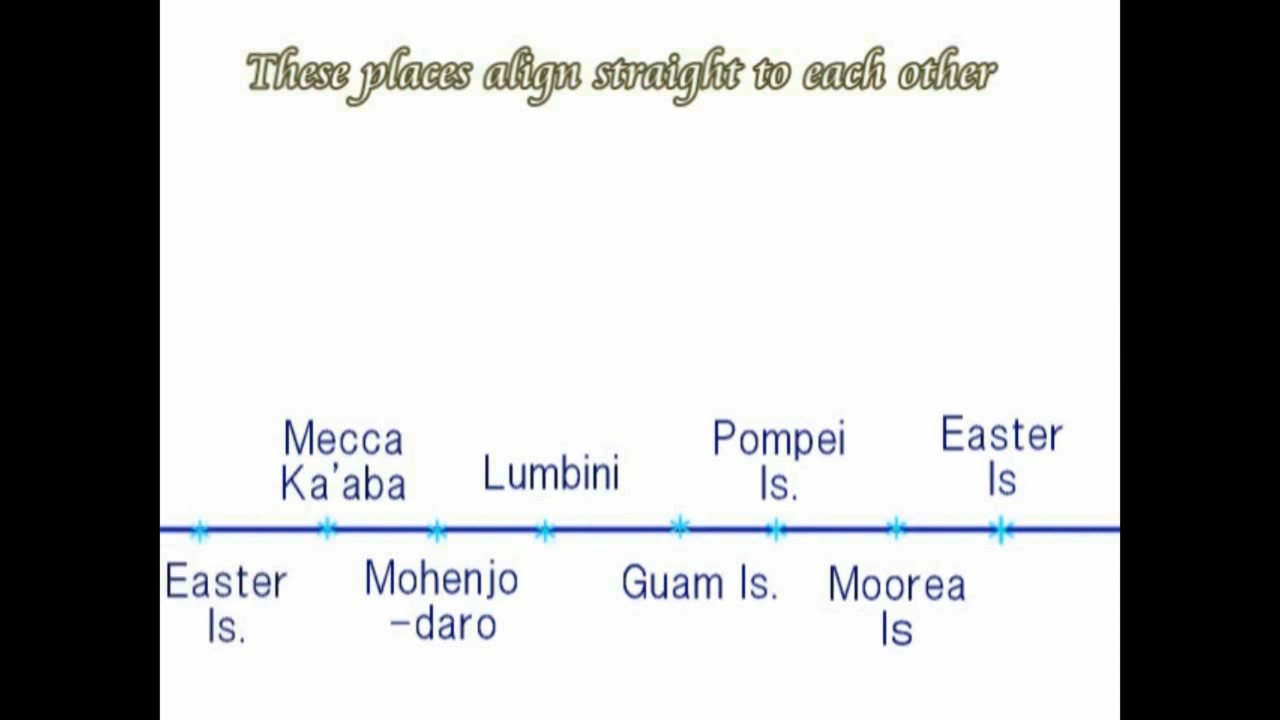 These places align straight to each other
Mecca
Ka'aba
Lumbini
Pompei
Is.
Easter
Is
Easter
Is.
Mohenjo
-daro
Guam Is.
Moorea
Is